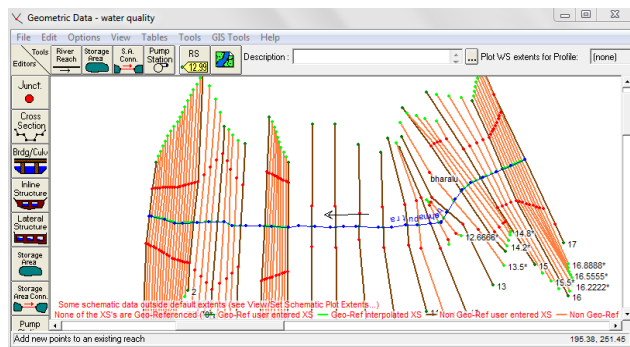 Geometric Data - water quality
File Edit Options View Tables Tools GIS Tools Help
Tools
Editors
River
Reach
Storage
Area
S.A.
Conn.
Pump
Station
RS
Description :
...
Plot WS extents for Profile:
(none)
Junct.
Cross
Section
Brdg/Culv
Inline
Structure
Lateral
Structure
Storage
Area
Storage
Area Conn.
Pump
bharalu
2
12.6666*
14.8*
14.2*
13.5*
13
15
15.5*
17
16.8888*
16.5555*
16.2222*
16
Some schematic data outside default extents (see View/Set Schematic Plot Extents...)
None of the XS's are Geo-Referenced Geo-Ref user entered XS Geo-Ref interpolated XS Non Geo-Ref user entered XS Non Geo-Ref
Add new points to an existing reach
195.38, 251.45